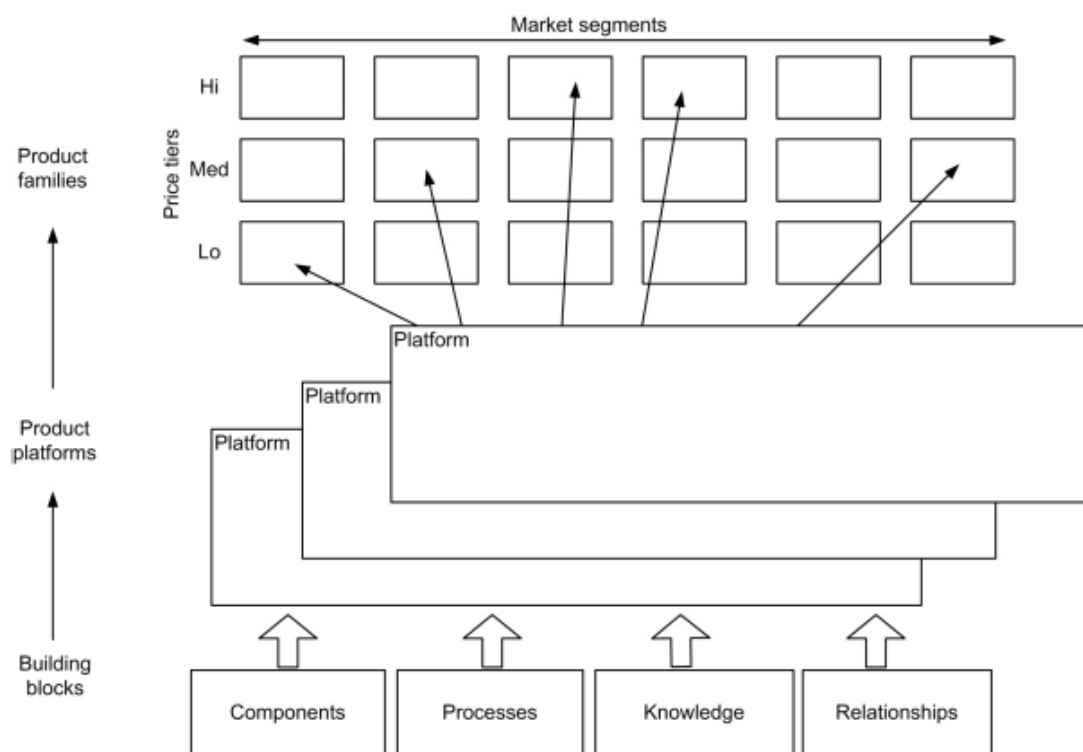 Market segments
Hi
Med
Lo
Price tiers
Product
families
Platform
Platform
Platform
Product
platforms
Building
blocks
Components
Processes
Knowledge
Relationships